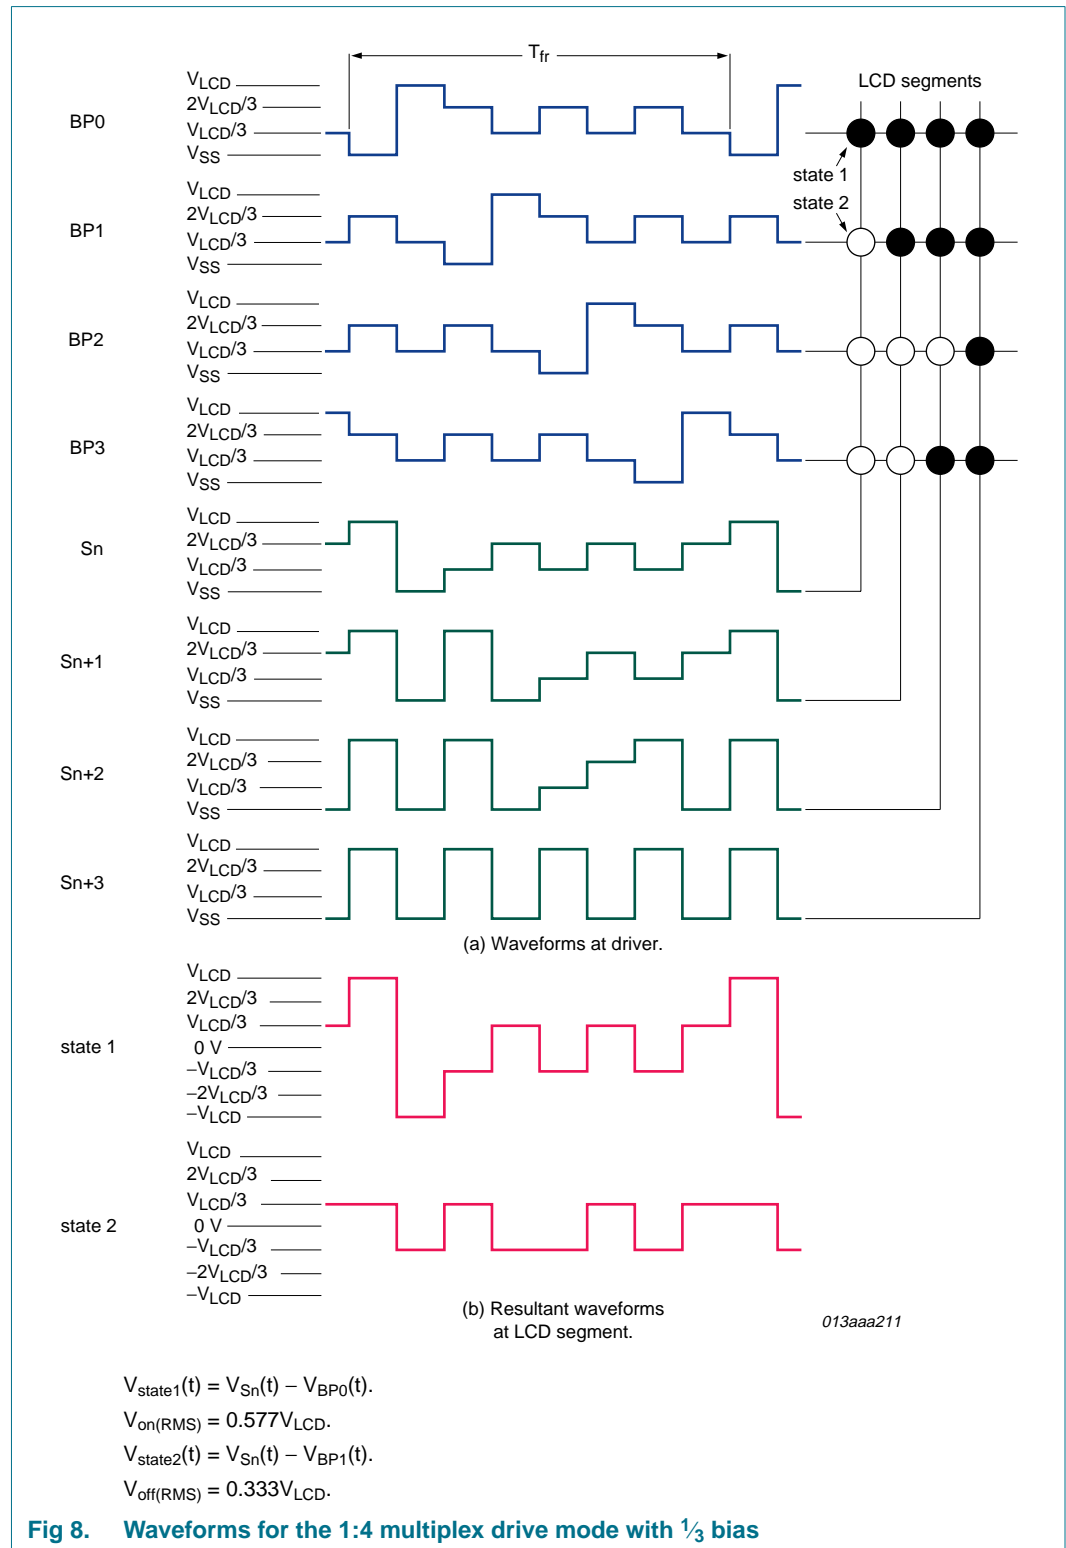 Tfr
LCD segments
BP0
VLCD
2VLCD/3
VLCD/3
VSS
state 1
state 2
BP1
VLCD
2VLCD/3
VLCD/3
VSS
BP2
VLCD
2VLCD/3
VLCD/3
VSS
BP3
VLCD
2VLCD/3
VLCD/3
VSS
Sn
VLCD
2VLCD/3
VLCD/3
VSS
Sn+1
VLCD
2VLCD/3
VLCD/3
VSS
Sn+2
VLCD
2VLCD/3
VLCD/3
VSS
Sn+3
VLCD
2VLCD/3
VLCD/3
VSS
(a) Waveforms at driver.
state 1
VLCD
2VLCD/3
VLCD/3
0 V
−VLCD/3
−2VLCD/3
−VLCD
state 2
VLCD
2VLCD/3
VLCD/3
0 V
−VLCD/3
−2VLCD/3
−VLCD
(b) Resultant waveforms
at LCD segment.
013aaa211
Vstate1(t) = VSn(t) − VBP0(t).
Von(RMS) = 0.577VLCD.
Vstate2(t) = VSn(t) − VBP1(t).
Voff(RMS) = 0.333VLCD.
Fig 8. Waveforms for the 1:4 multiplex drive mode with 1⁄3 bias